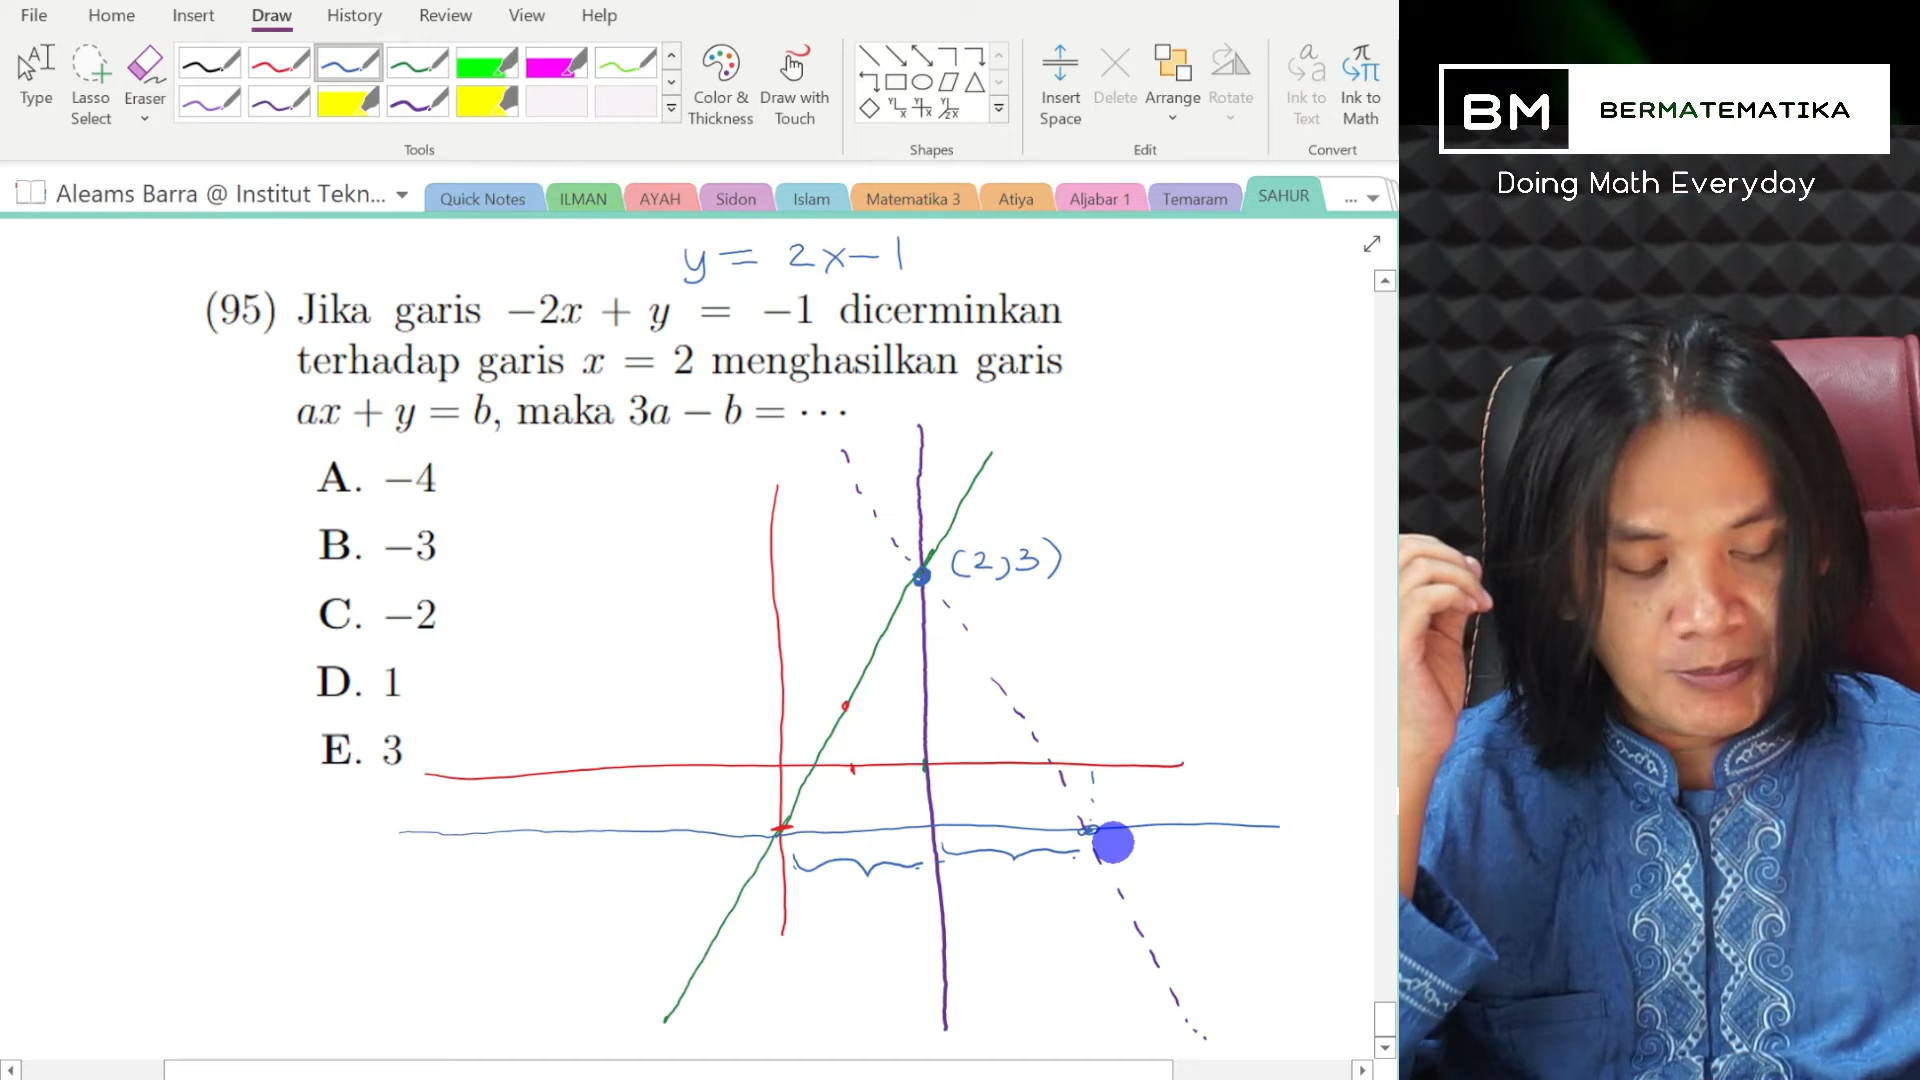 File Home Insert Draw History Review View Help
Type
Lasso Select
Eraser
Color & Thickness
Draw with Touch
Insert Space
Delete
Arrange
Rotate
Ink to Text
Ink to Math
Tools Shapes Edit Convert
Aleams Barra @ Institut Tekn...
Quick Notes ILMAN AYAH Sidon Islam Matematika 3 Atiya Aljabar 1 Temaram SAHUR ...
y = 2x-1
(95) Jika garis −2x + y = −1 dicerminkan
terhadap garis x = 2 menghasilkan garis
ax + y = b, maka 3a − b = ⋯
A. −4
B. −3
C. −2
D. 1
E. 3
(2,3)
BM BERMATEMATIKA
Doing Math Everyday